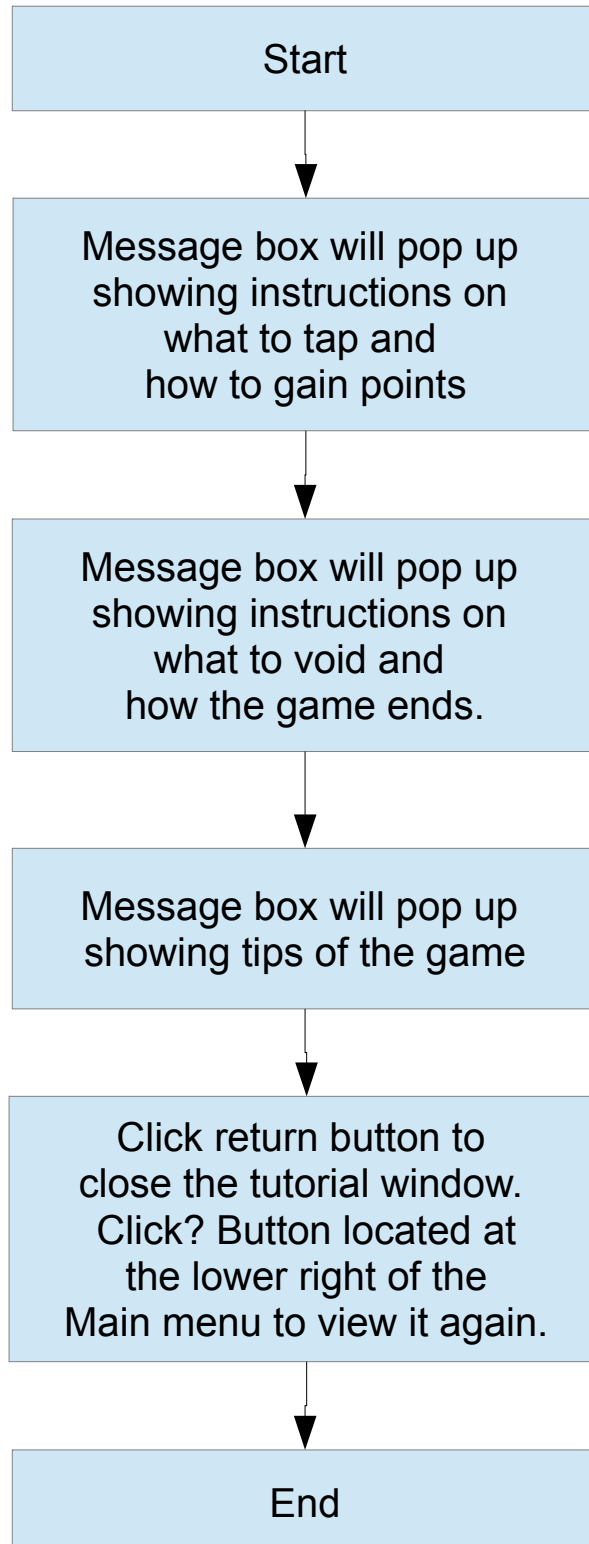 Start
Message box will pop up
showing instructions on
what to tap and
how to gain points
Message box will pop up
showing instructions on
what to void and
how the game ends.
Message box will pop up
showing tips of the game
Click return button to
close the tutorial window.
Click? Button located at
the lower right of the
Main menu to view it again.
End